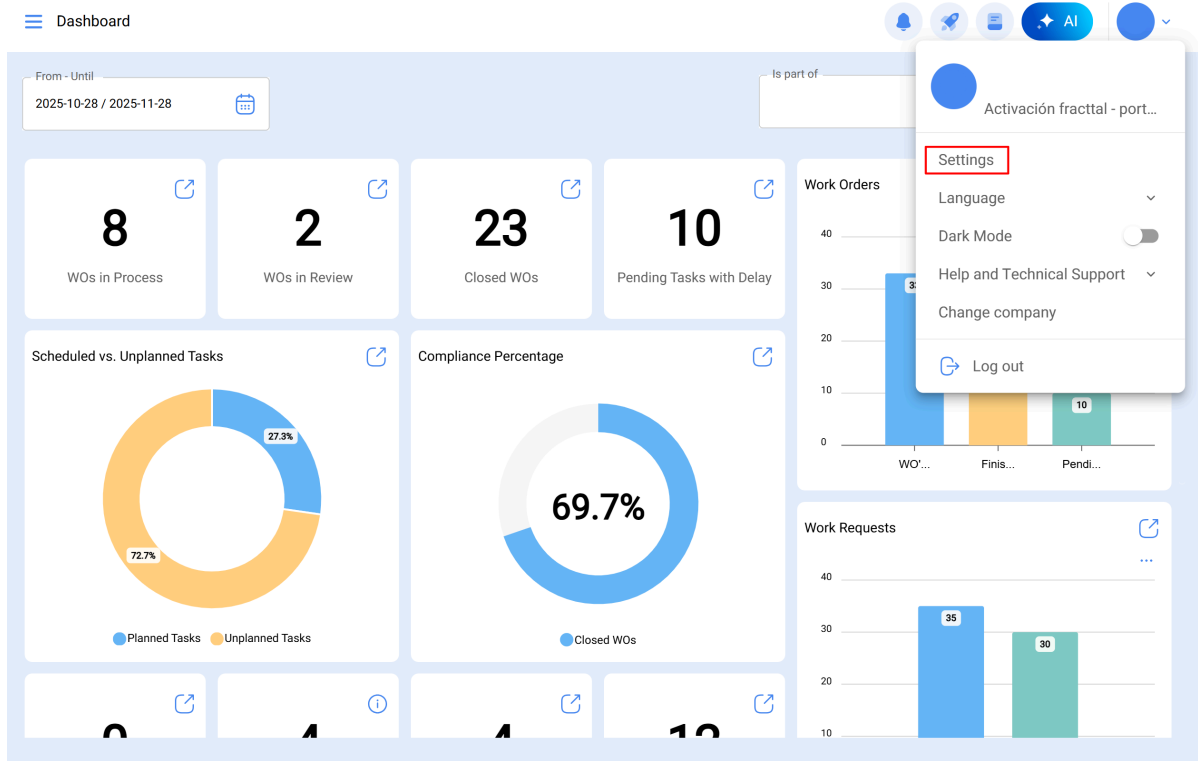 Dashboard
AI
From - Until
2025-10-28 / 2025-11-28
Is part of
Activación fracttal - port...
Settings
Language
Dark Mode
Help and Technical Support
Change company
Log out
8
WOs in Process
2
WOs in Review
23
Closed WOs
10
Pending Tasks with Delay
Work Orders
40
30
20
10
0
10
WO'...
Finis...
Pendi...
Scheduled vs. Unplanned Tasks
27.3%
72.7%
Planned Tasks
Unplanned Tasks
Compliance Percentage
69.7%
Closed WOs
Work Requests
...
40
30
20
10
35
30